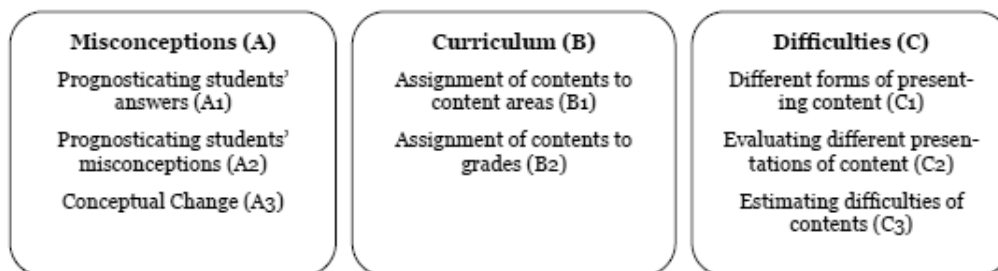 Misconceptions (A)
Prognosticating students'
answers (A1)
Prognosticating students'
misconceptions (A2)
Conceptual Change (A3)
Curriculum (B)
Assignment of contents to
content areas (B1)
Assignment of contents to
grades (B2)
Difficulties (C)
Different forms of present-
ing content (C1)
Evaluating different presen-
tations of content (C2)
Estimating difficulties of
contents (C3)